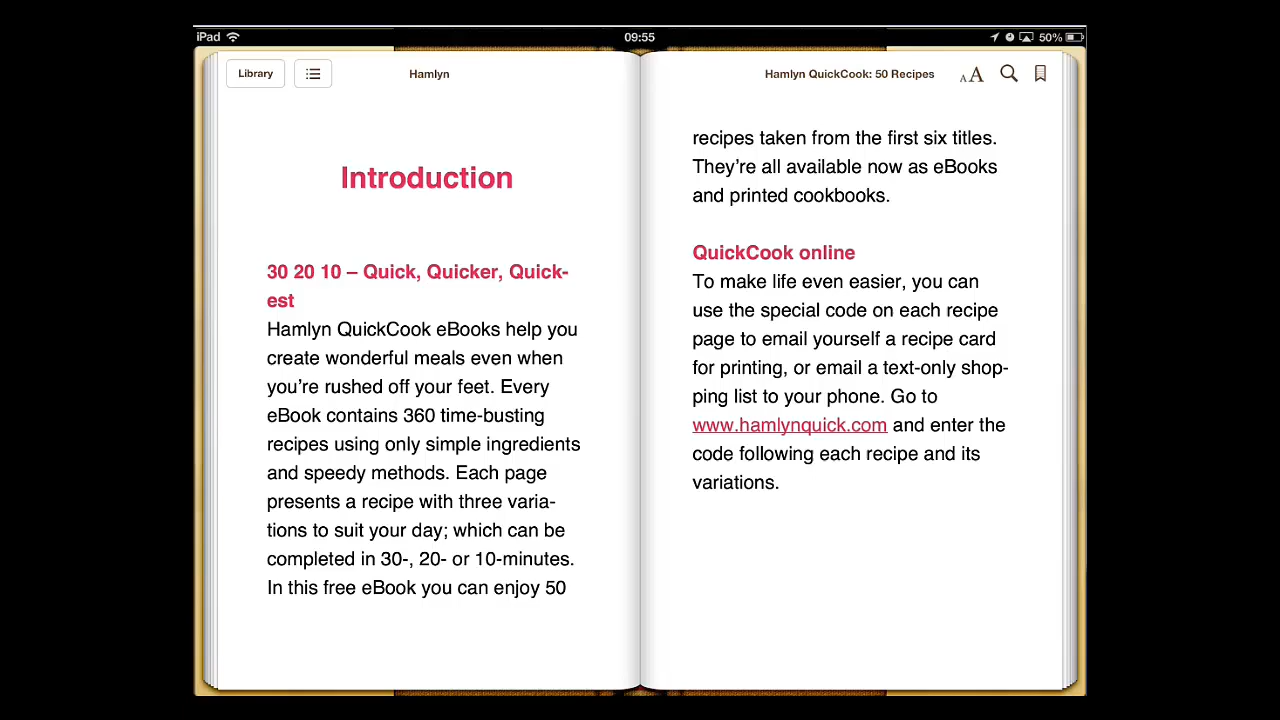 iPad
09:55
50%
Library
Hamlyn
Hamlyn QuickCook: 50 Recipes
AA
Introduction
30 20 10 – Quick, Quicker, Quick-
est
Hamlyn QuickCook eBooks help you
create wonderful meals even when
you’re rushed off your feet. Every
eBook contains 360 time-busting
recipes using only simple ingredients
and speedy methods. Each page
presents a recipe with three varia-
tions to suit your day; which can be
completed in 30-, 20- or 10-minutes.
In this free eBook you can enjoy 50
recipes taken from the first six titles.
They’re all available now as eBooks
and printed cookbooks.
QuickCook online
To make life even easier, you can
use the special code on each recipe
page to email yourself a recipe card
for printing, or email a text-only shop-
ping list to your phone. Go to
www.hamlynquick.com and enter the
code following each recipe and its
variations.